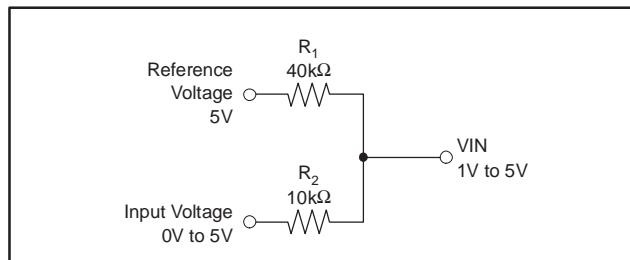 R1
40kΩ
Reference
Voltage
5V
VIN
1V to 5V
R2
10kΩ
Input Voltage
0V to 5V